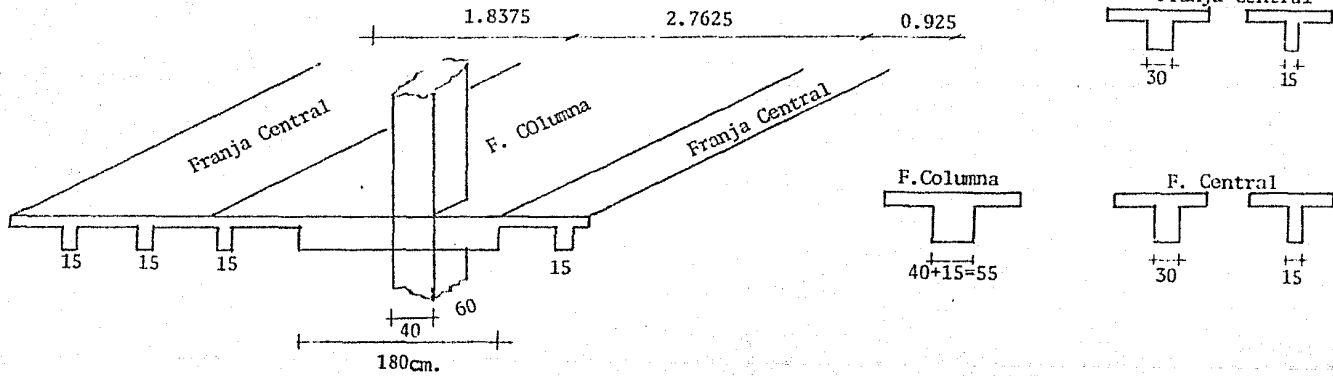 1.8375 2.7625 0.925
Franja Central
30 15
Franja Central
F. COlumna
Franja Central
15 15 15 15
40 60
180cm.
F.Columna
40+15=55
F. Central
30 15